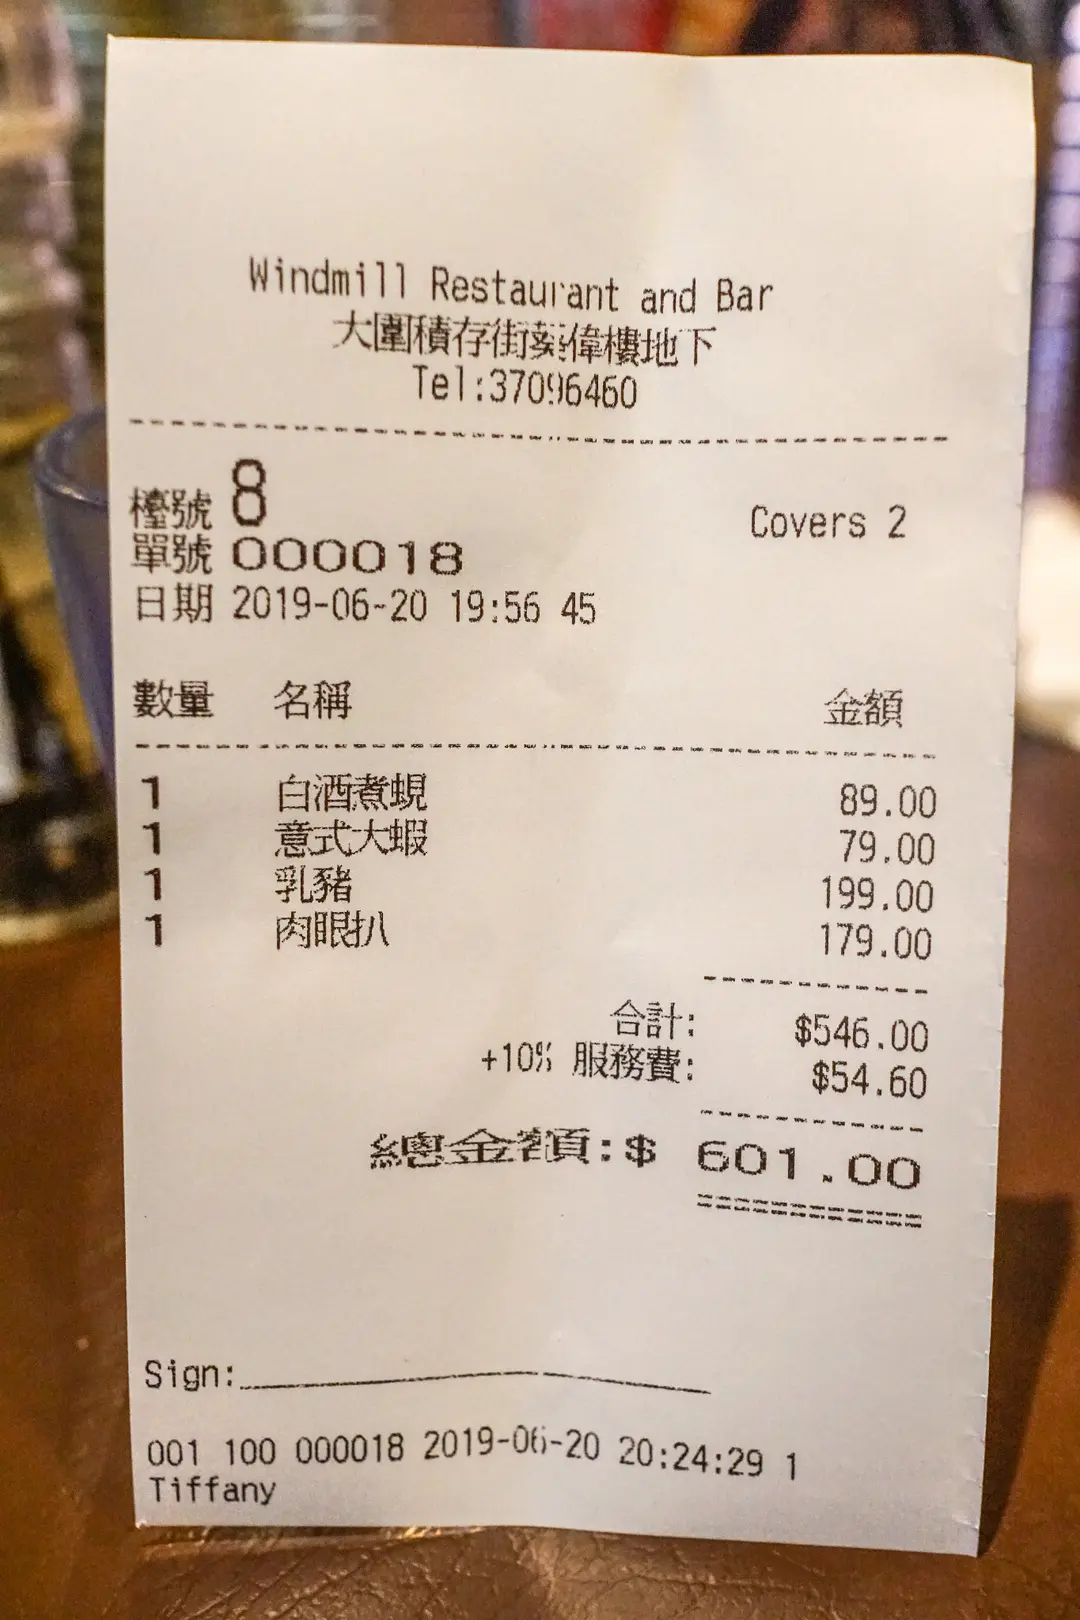 Windmill Restaurant and Bar
大圍積存街葵偉樓地下
Tel:37096460
檯號 8 Covers 2
單號 000018
日期 2019-06-20 19:56 45
數量 名稱 金額
1 白酒煮蜆 89.00
1 意式大蝦 79.00
1 乳豬 199.00
1 肉眼扒 179.00
合計: $546.00
+10% 服務費: $54.60
總金額:$ 601.00
Sign:
001 100 000018 2019-06-20 20:24:29 1
Tiffany